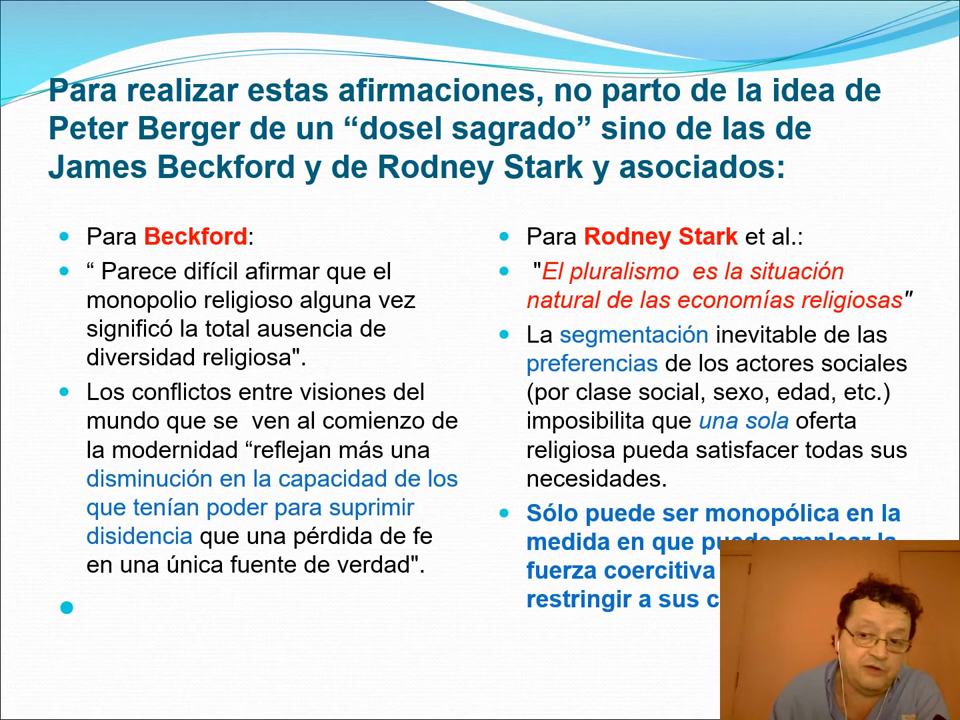 Para realizar estas afirmaciones, no parto de la idea de
Peter Berger de un “dosel sagrado” sino de las de
James Beckford y de Rodney Stark y asociados:
Para Beckford:
“ Parece difícil afirmar que el
monopolio religioso alguna vez
significó la total ausencia de
diversidad religiosa".
Los conflictos entre visiones del
mundo que se ven al comienzo de
la modernidad “reflejan más una
disminución en la capacidad de los
que tenían poder para suprimir
disidencia que una pérdida de fe
en una única fuente de verdad".
Para Rodney Stark et al.:
"El pluralismo es la situación
natural de las economías religiosas"
La segmentación inevitable de las
preferencias de los actores sociales
(por clase social, sexo, edad, etc.)
imposibilita que una sola oferta
religiosa pueda satisfacer todas sus
necesidades.
Sólo puede ser monopólica en la
medida en que puede emplear la
fuerza coercitiva
restringir a sus